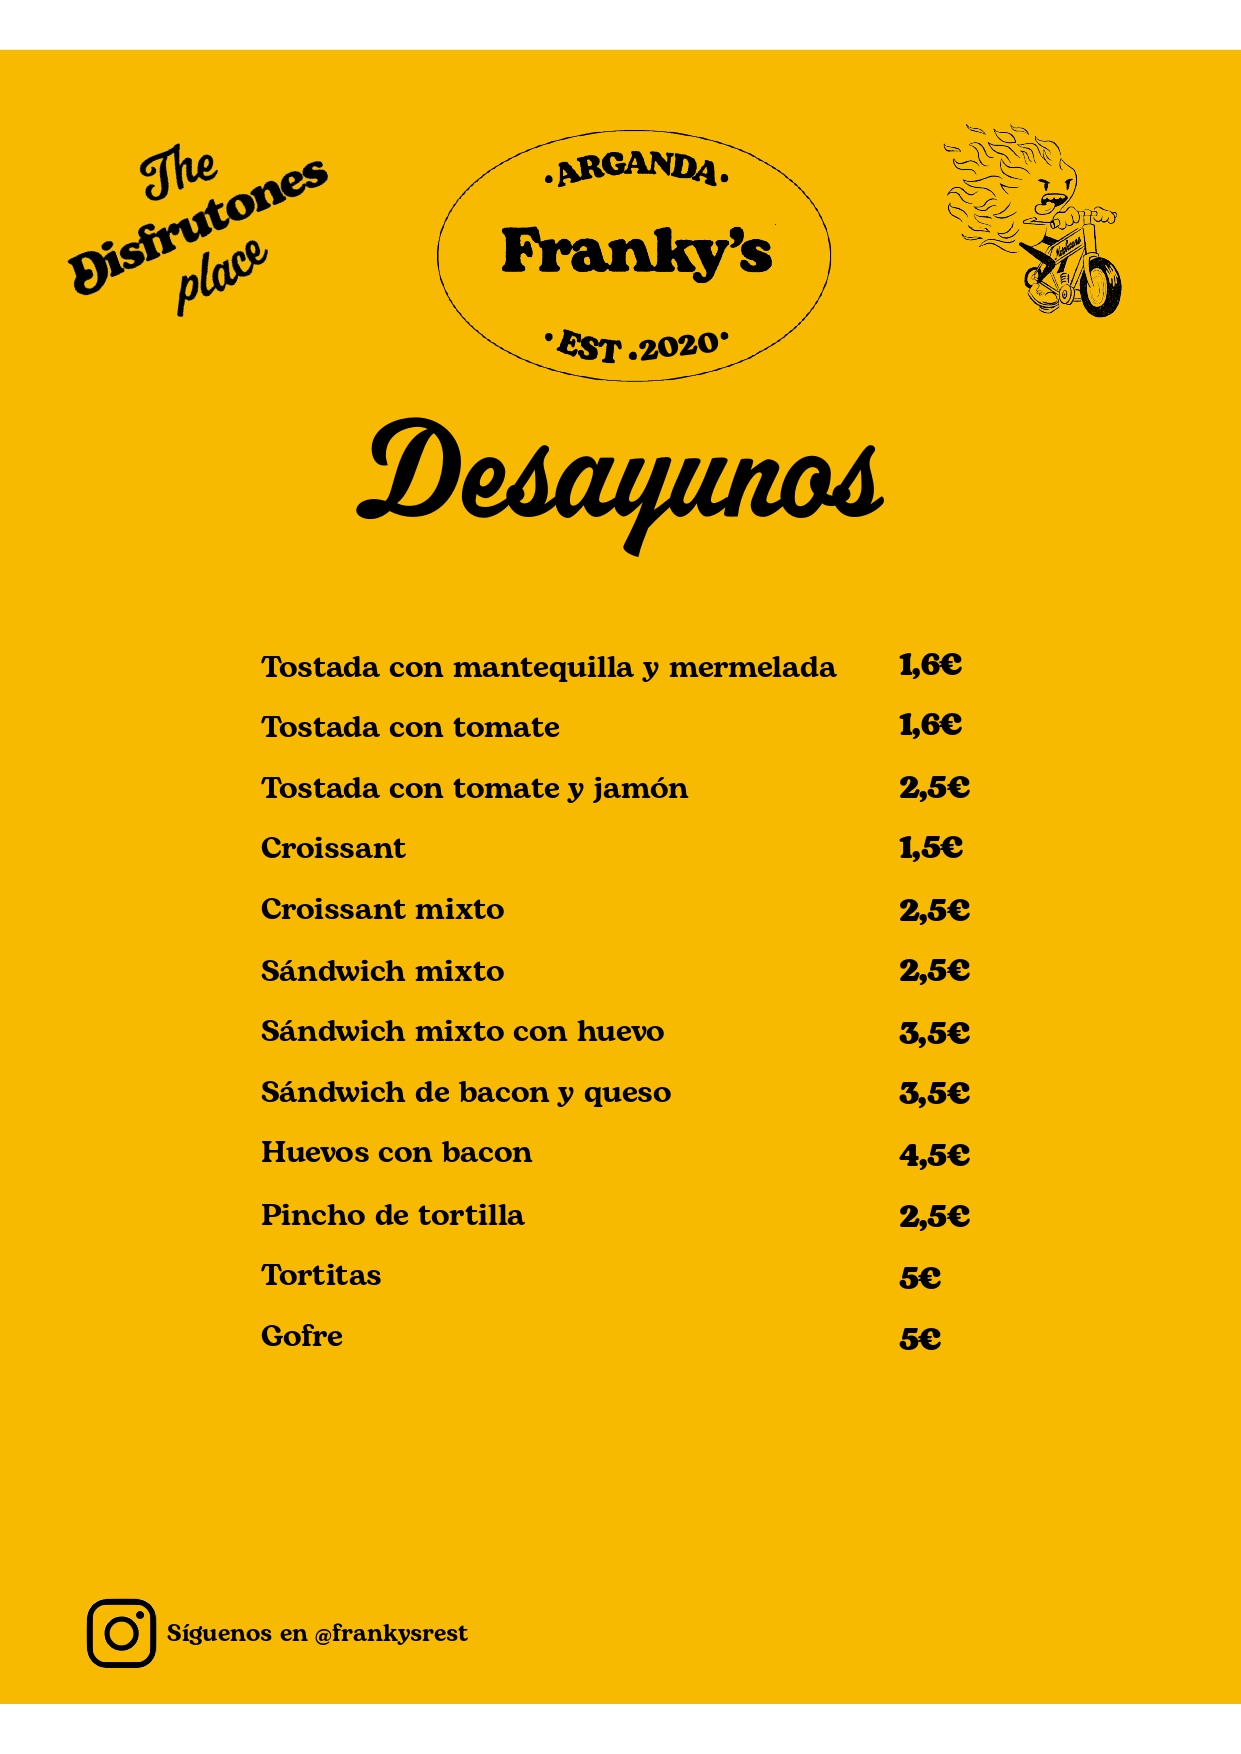 The
Disfrutones
place
·ARGANDA·
Franky's
·EST .2020·
Desayunos
Tostada con mantequilla y mermelada 1,6€
Tostada con tomate 1,6€
Tostada con tomate y jamón 2,5€
Croissant 1,5€
Croissant mixto 2,5€
Sándwich mixto 2,5€
Sándwich mixto con huevo 3,5€
Sándwich de bacon y queso 3,5€
Huevos con bacon 4,5€
Pincho de tortilla 2,5€
Tortitas 5€
Gofre 5€
Síguenos en @frankysrest